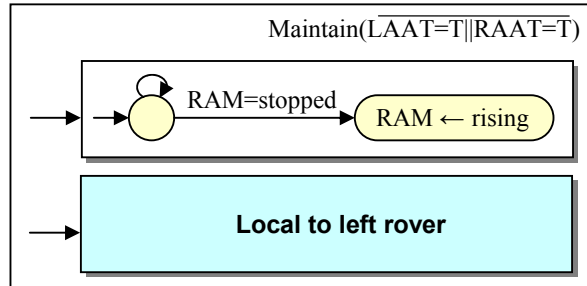 Maintain(LAAT=T||RAAT=T)
RAM=stopped
RAM ← rising
Local to left rover